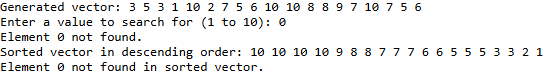 Generated vector: 3 5 3 1 10 2 7 5 6 10 10 8 8 9 7 10 7 5 6
Enter a value to search for (1 to 10): 0
Element 0 not found.
Sorted vector in descending order: 10 10 10 10 9 8 8 7 7 7 6 6 5 5 5 3 3 2 1
Element 0 not found in sorted vector.